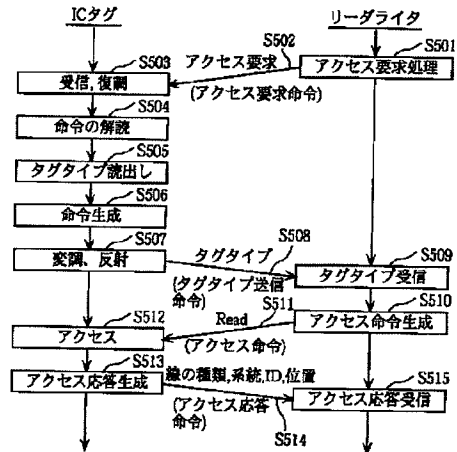 ICタグ
リーダライタ
S501
アクセス要求処理
S502
アクセス要求
(アクセス要求命令)
S503
受信,復調
S504
命令の解読
S505
タグタイプ読出し
S506
命令生成
S507
変調、反射
S508
タグタイプ
(タグタイプ送信
命令)
S509
タグタイプ受信
S510
アクセス命令生成
S511
Read
(アクセス命令)
S512
アクセス
S513
アクセス応答生成
線の種類,系統,ID,位置
(アクセス応答
命令)
S514
S515
アクセス応答受信